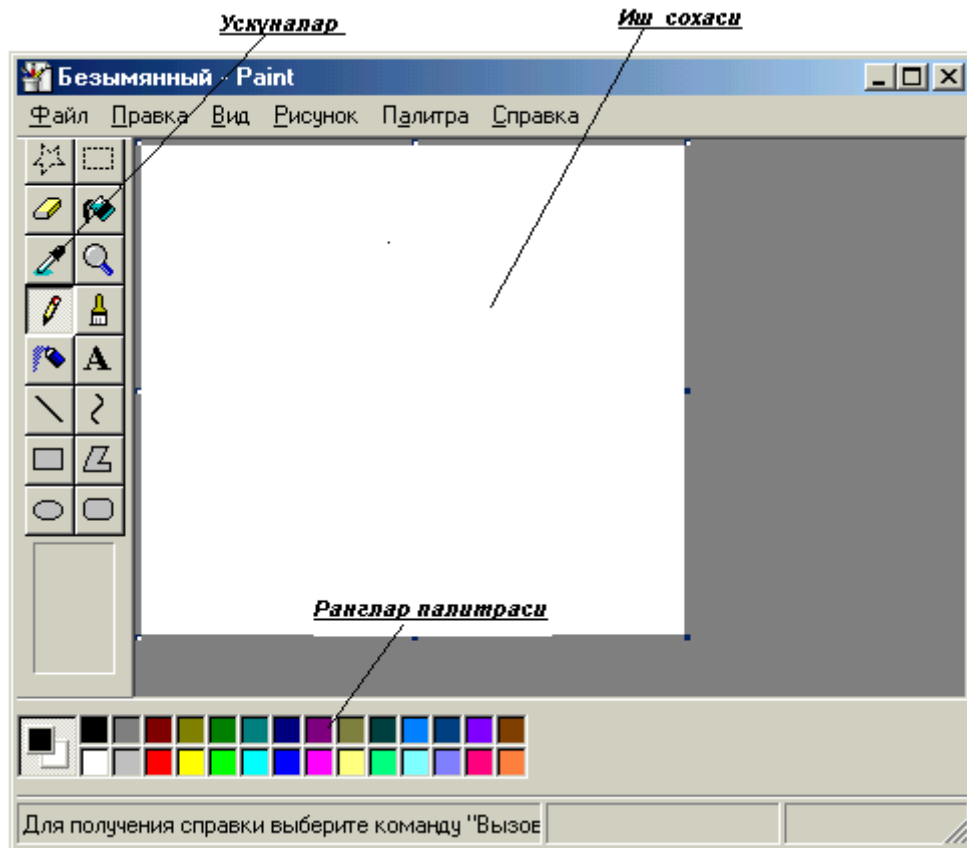 Ускуналар
Иш сохаси
Безымянный - Paint
Файл Правка Вид Рисунок Палитра Справка
A
Ранглар палитраси
Для получения справки выберите команду "Вызов